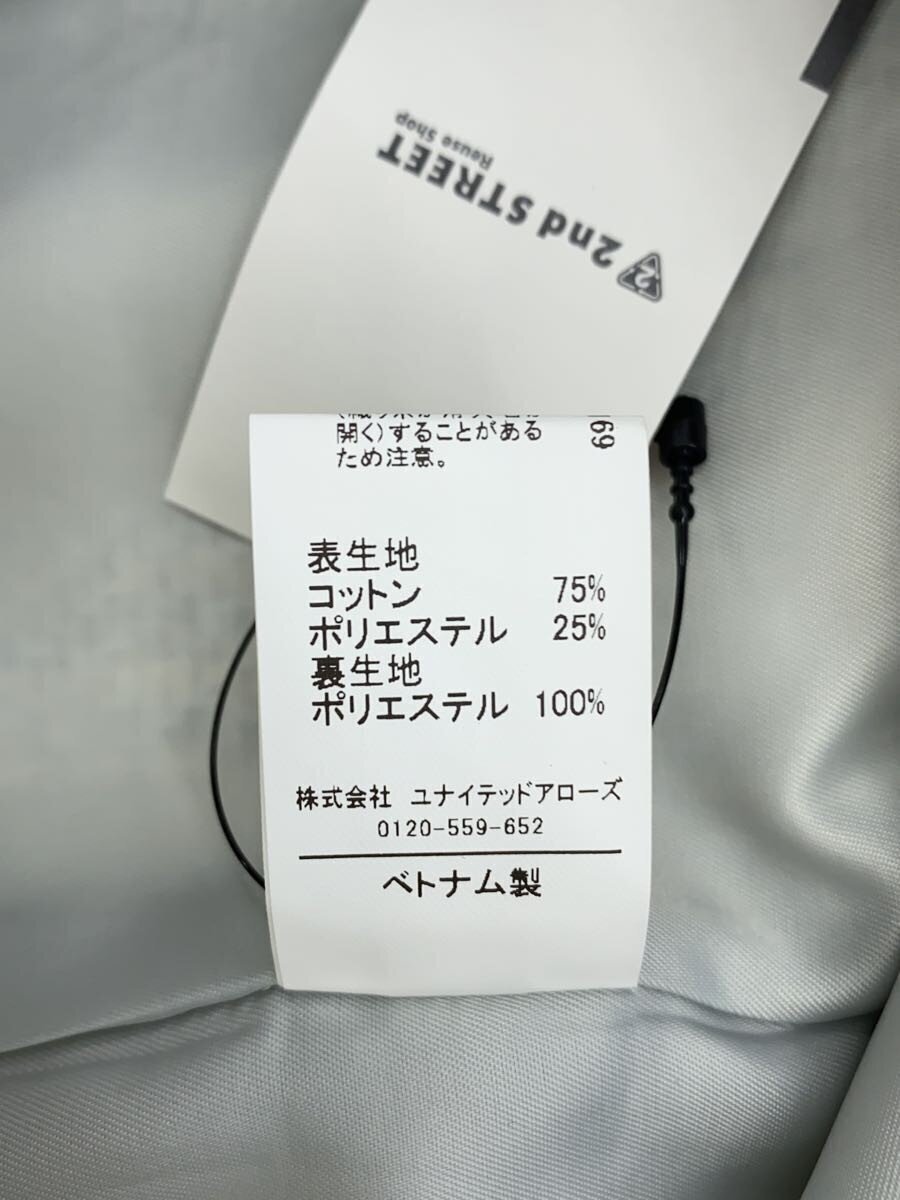 2nd STREET
Reuse Shop
開く)することがある
ため注意。
69
表生地
コットン 75%
ポリエステル 25%
裏生地
ポリエステル 100%
株式会社 ユナイテッドアローズ
0120-559-652
ベトナム製